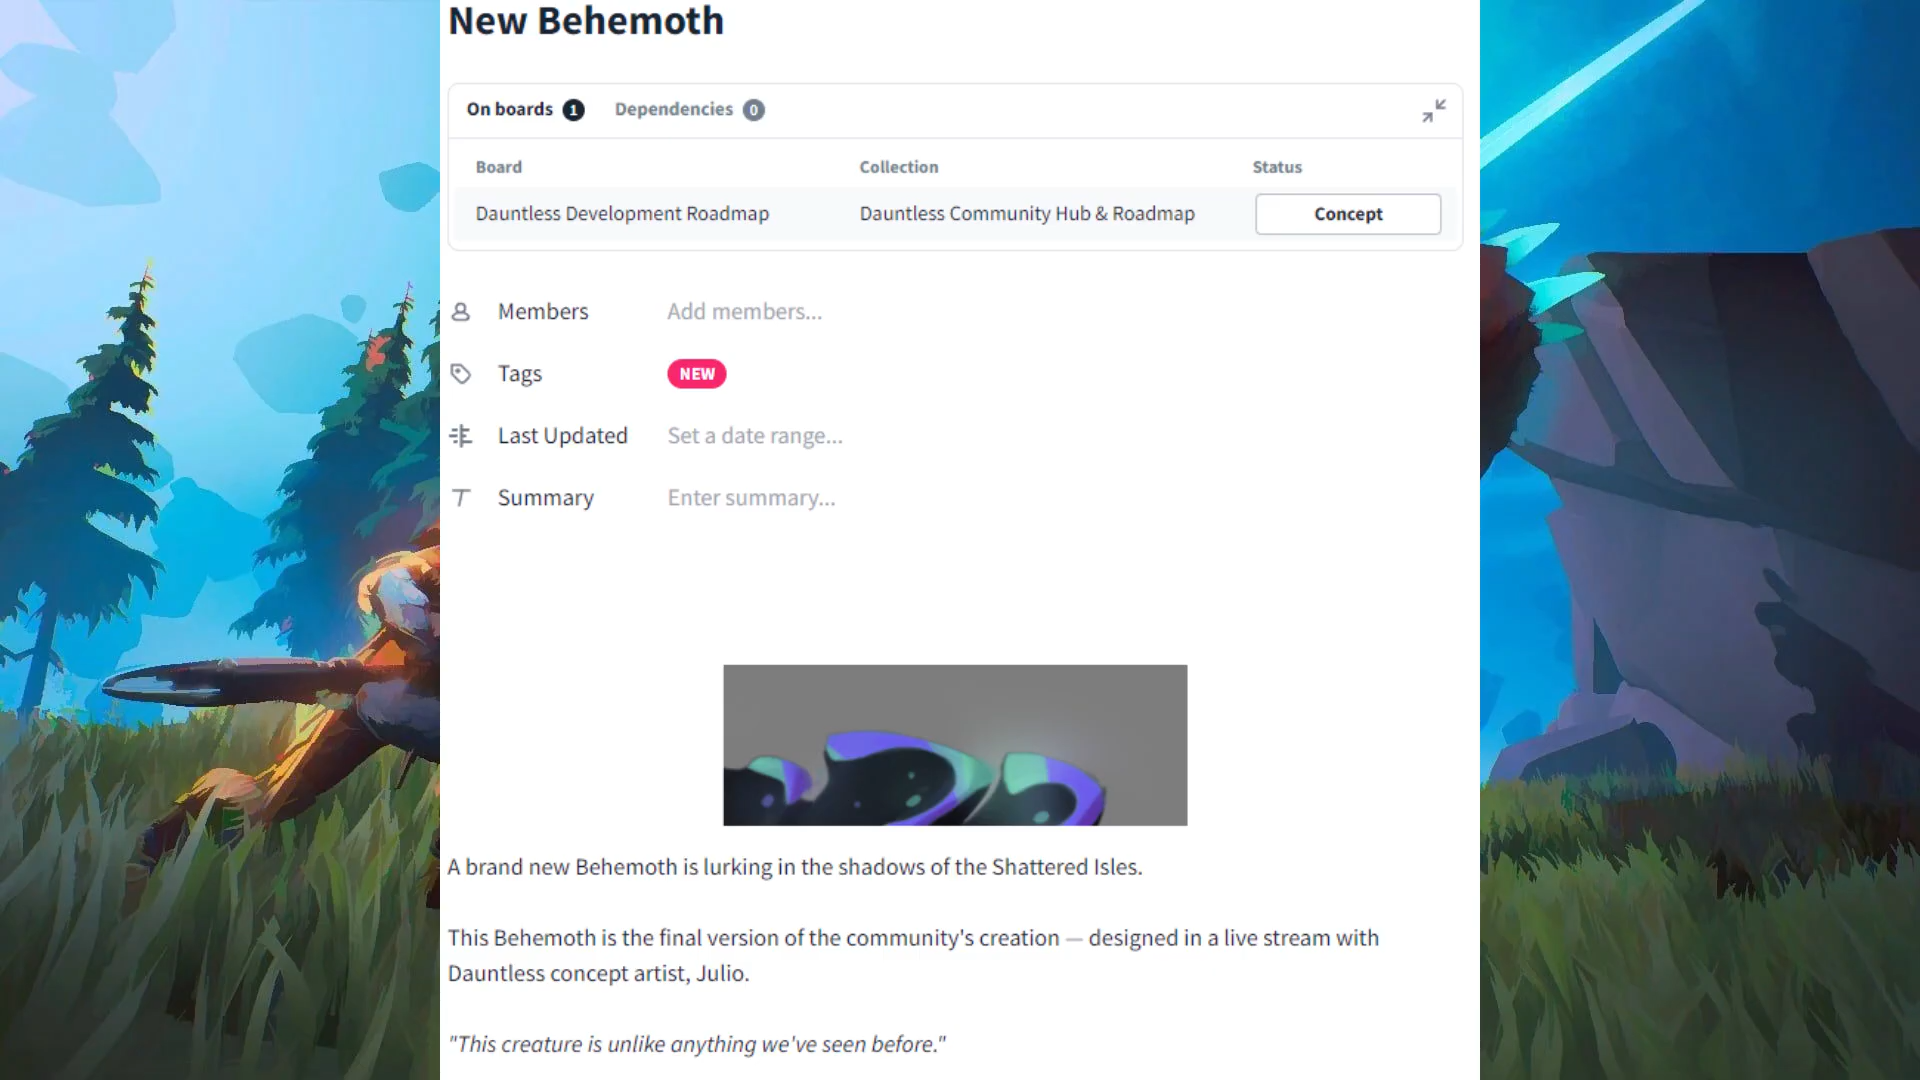 New Behemoth
On boards 1 Dependencies 0
Board Collection Status
Dauntless Development Roadmap Dauntless Community Hub & Roadmap Concept
Members Add members...
Tags NEW
Last Updated Set a date range...
Summary Enter summary...
A brand new Behemoth is lurking in the shadows of the Shattered Isles.
This Behemoth is the final version of the community's creation — designed in a live stream with
Dauntless concept artist, Julio.
"This creature is unlike anything we've seen before."